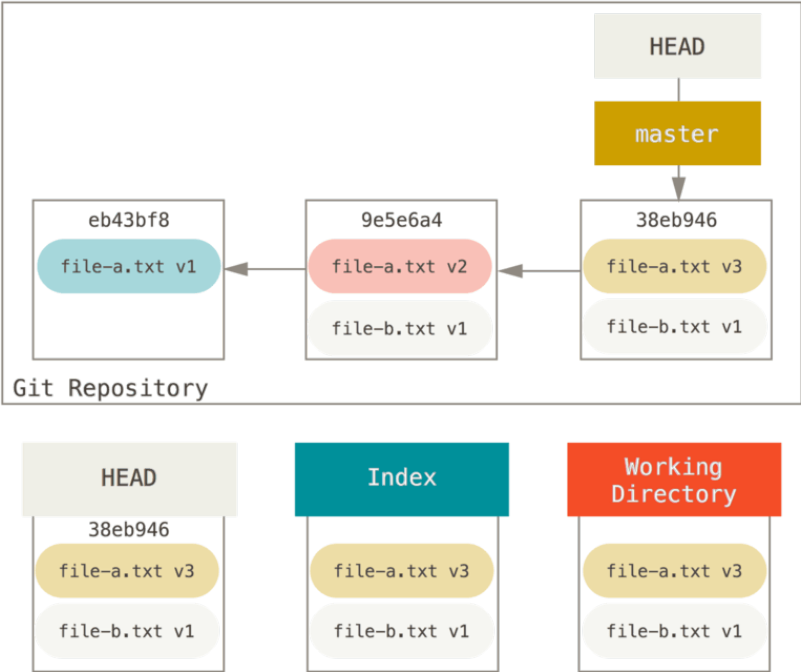 HEAD
master
eb43bf8
9e5e6a4
38eb946
file-a.txt v1
file-a.txt v2
file-a.txt v3
file-b.txt v1
file-b.txt v1
Git Repository
HEAD
Index
Working
Directory
38eb946
file-a.txt v3
file-a.txt v3
file-a.txt v3
file-b.txt v1
file-b.txt v1
file-b.txt v1